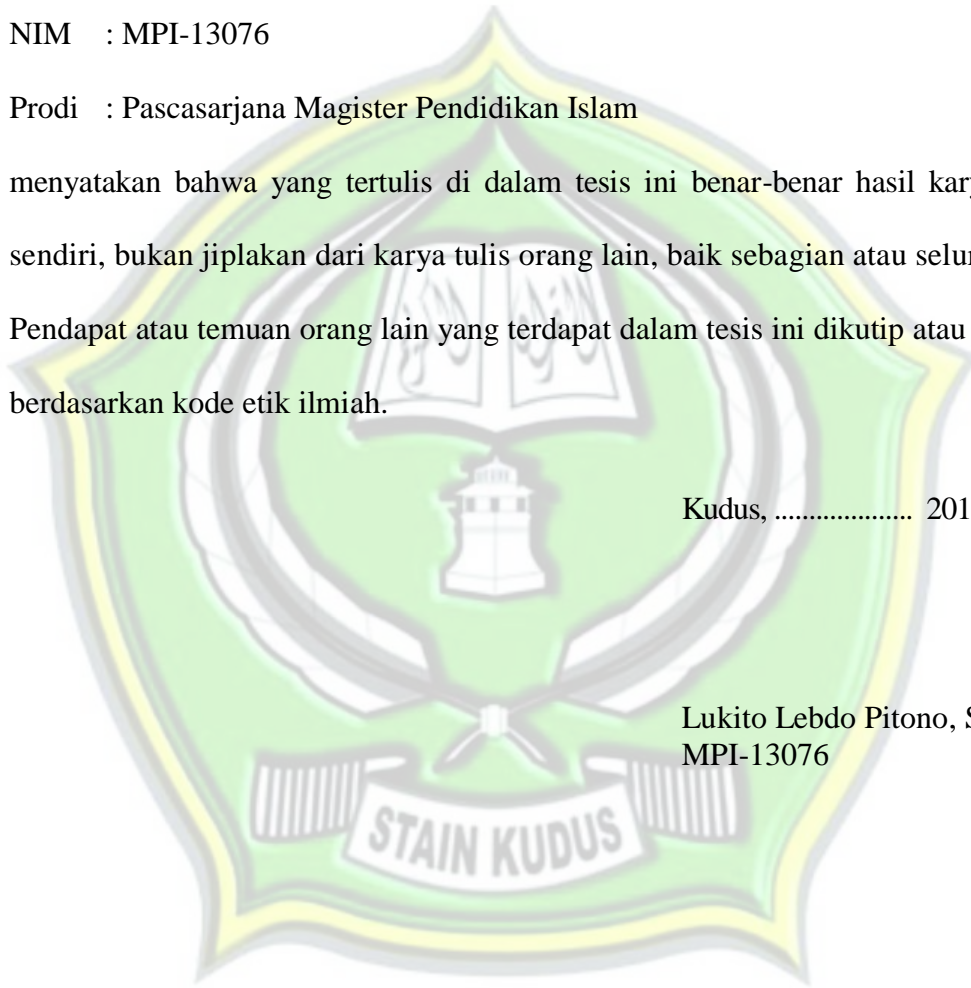 NIM : MPI-13076
Prodi : Pascasarjana Magister Pendidikan Islam
menyatakan bahwa yang tertulis di dalam tesis ini benar-benar hasil
sendiri, bukan jiplakan dari karya tulis orang lain, baik sebagian atau
Pendapat atau temuan orang lain yang terdapat dalam tesis ini dikutip atau
berdasarkan kode etik ilmiah.
Kudus, .................... 201
Lukito Lebdo Pitono,
MPI-13076
STAIN KUDUS